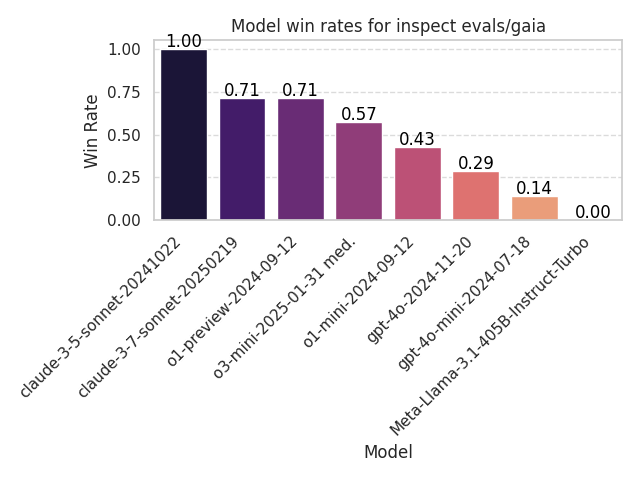 Model win rates for inspect evals/gaia
Win Rate
1.00
0.75
0.50
0.25
0.00
1.00
0.71
0.71
0.57
0.43
0.29
0.14
0.00
claude-3-5-sonnet-20241022
claude-3-7-sonnet-20250219
o1-preview-2024-09-12
o3-mini-2025-01-31 med.
o1-mini-2024-09-12
gpt-4o-2024-11-20
gpt-4o-mini-2024-07-18
Meta-Llama-3.1-405B-Instruct-Turbo
Model